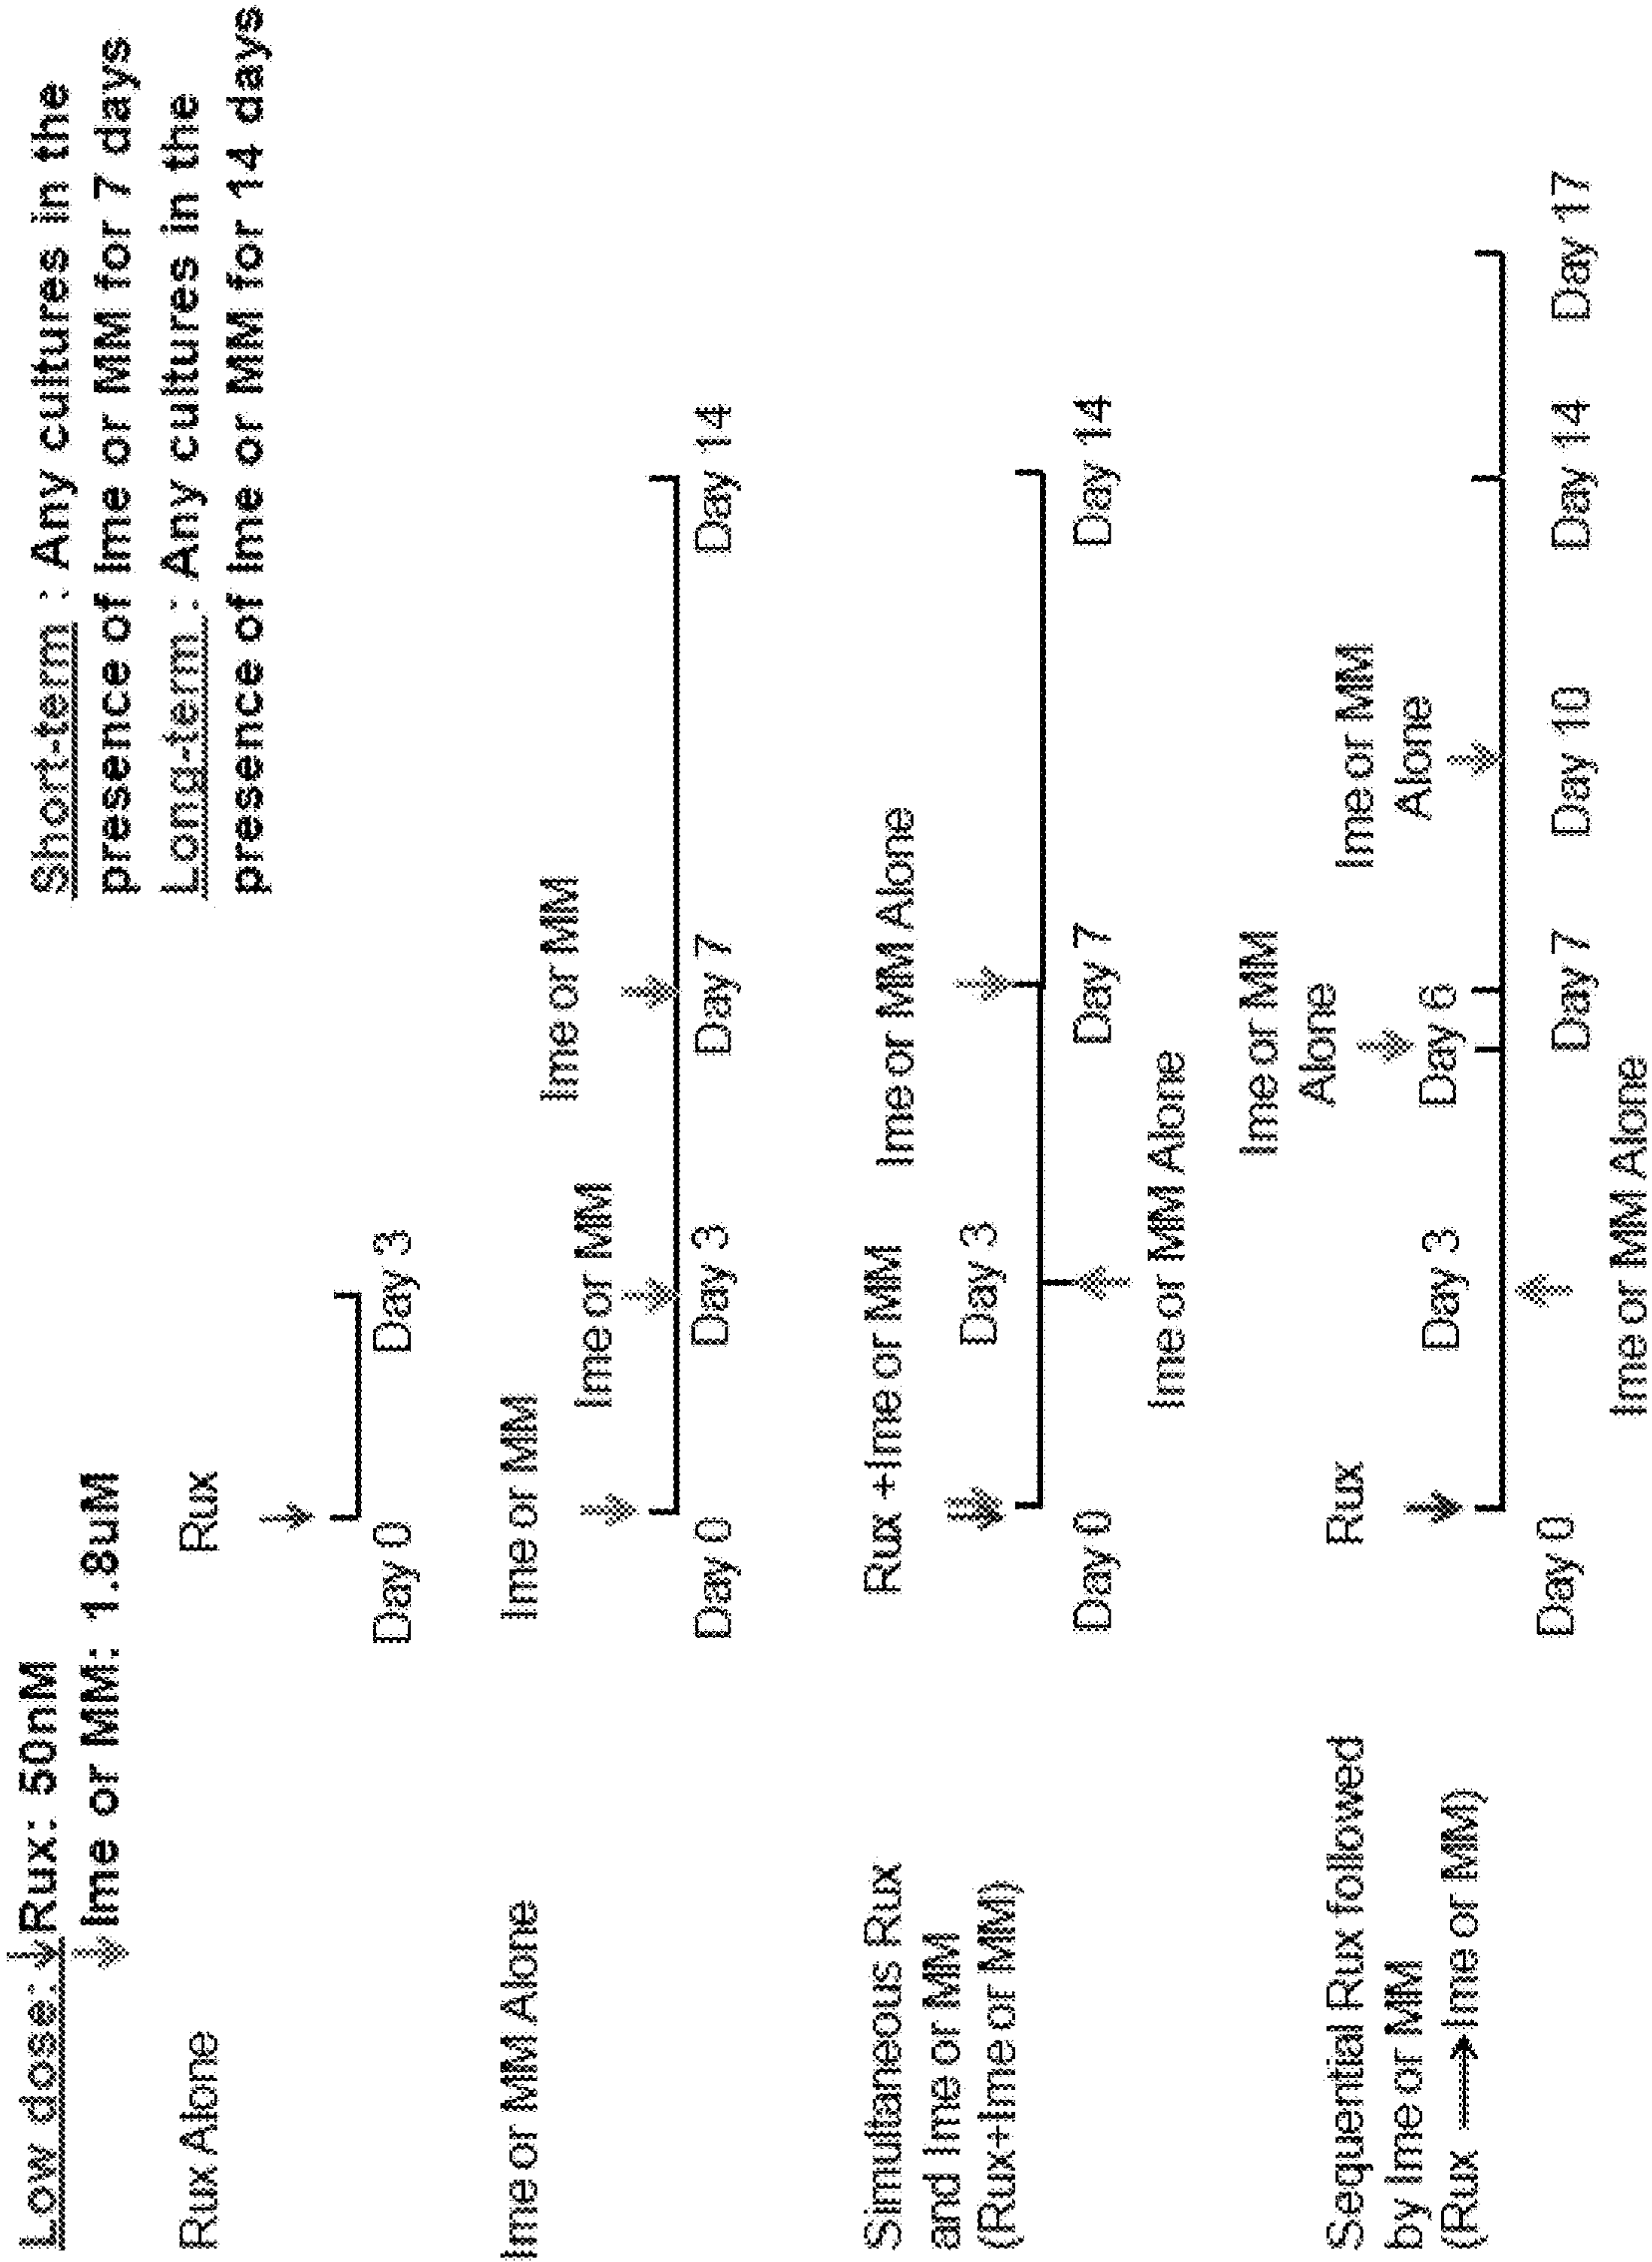 Low dose: Rux: 50nM
Ime or MM: 1.8uM
Short-term : Any cultures in the
presence of Ime or MM for 7 days
Long-term : Any cultures in the
presence of Ime or MM for 14 days
Rux Alone
Rux
Day 0
Day 3
Ime or MM Alone
Ime or MM
Ime or MM
Ime or MM
Day 0
Day 3
Day 7
Day 14
Simultaneous Rux
and Ime or MM
(Rux+Ime or MM)
Rux +Ime or MM
Ime or MM Alone
Day 3
Day 0
Day 7
Day 14
Ime or MM Alone
Sequential Rux followed
by Ime or MM
(Rux → Ime or MM)
Rux
Ime or MM
Alone
Ime or MM
Alone
Day 3
Day 6
Day 0
Day 7
Day 10
Day 14
Day 17
Ime or MM Alone